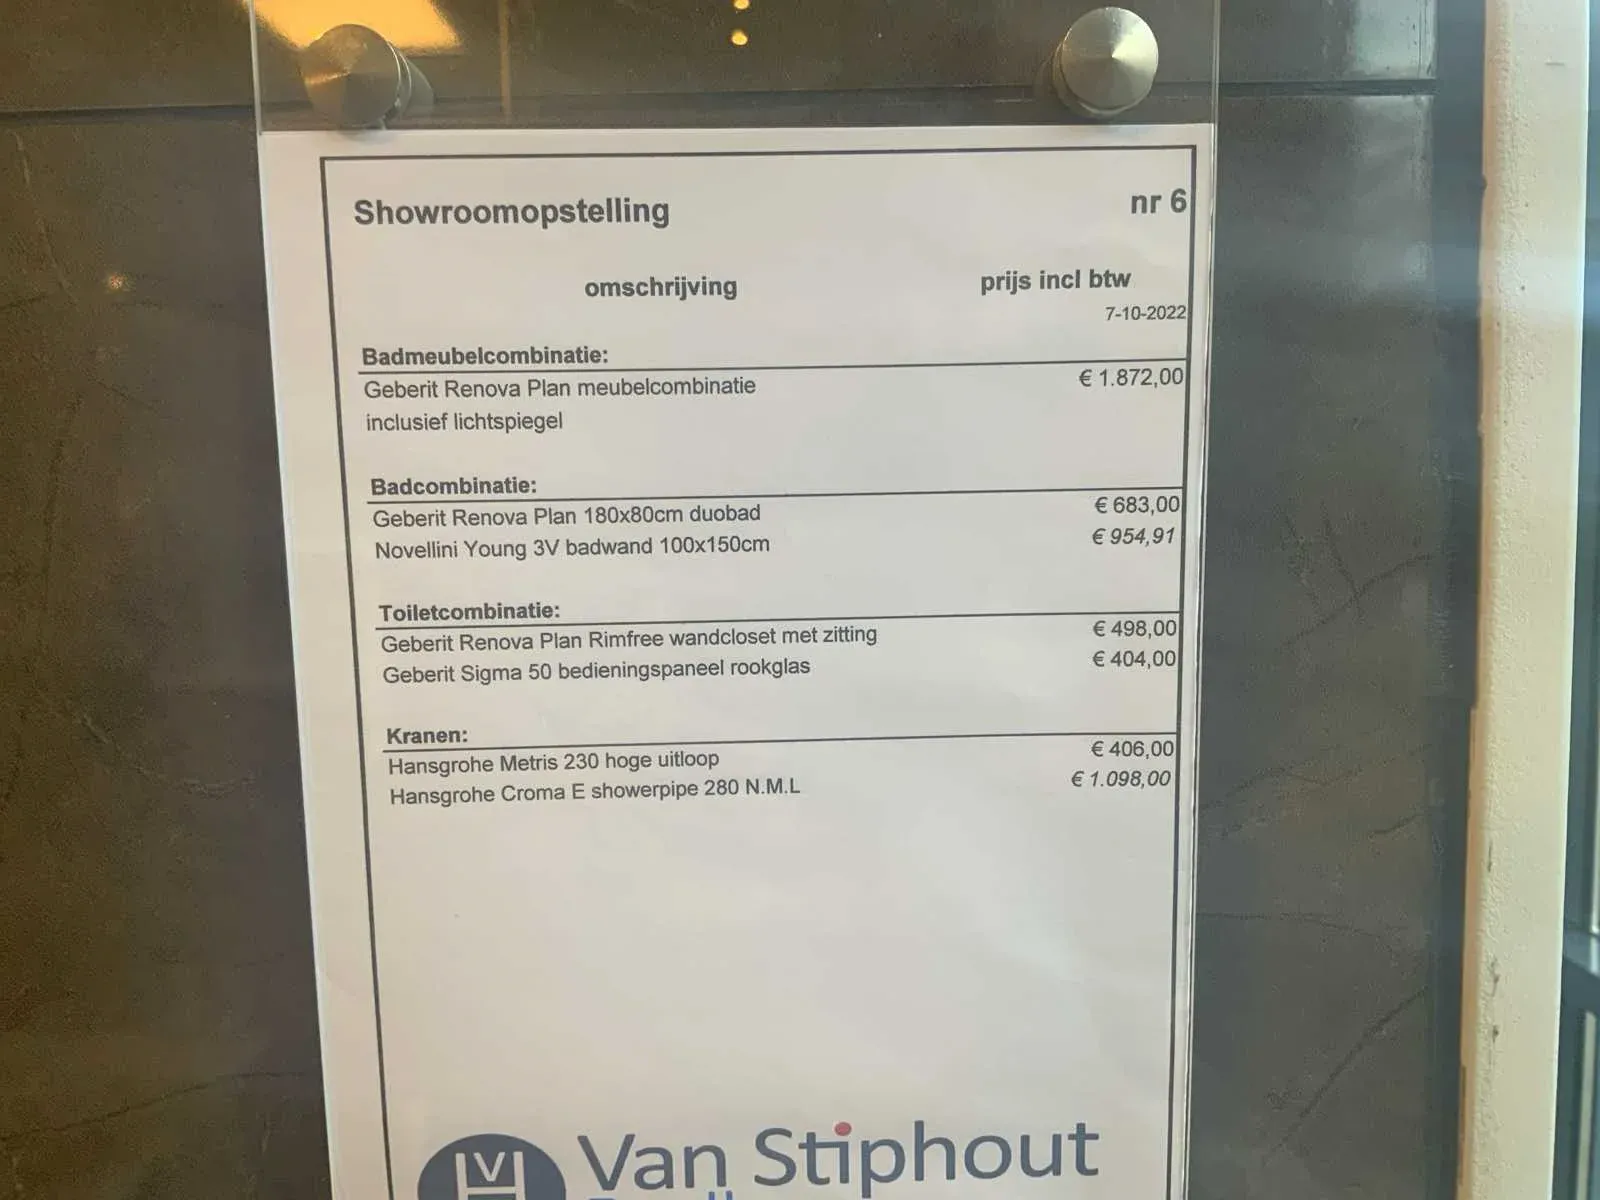 Showroomopstelling nr 6
omschrijving prijs incl btw
7-10-2022
Badmeubelcombinatie:
Geberit Renova Plan meubelcombinatie € 1.872,00
inclusief lichtspiegel
Badcombinatie:
Geberit Renova Plan 180x80cm duobad € 683,00
Novellini Young 3V badwand 100x150cm € 954,91
Toiletcombinatie:
Geberit Renova Plan Rimfree wandcloset met zitting € 498,00
Geberit Sigma 50 bedieningspaneel rookglas € 404,00
Kranen:
Hansgrohe Metris 230 hoge uitloop € 406,00
Hansgrohe Croma E showerpipe 280 N.M.L € 1.098,00
Van Stiphout